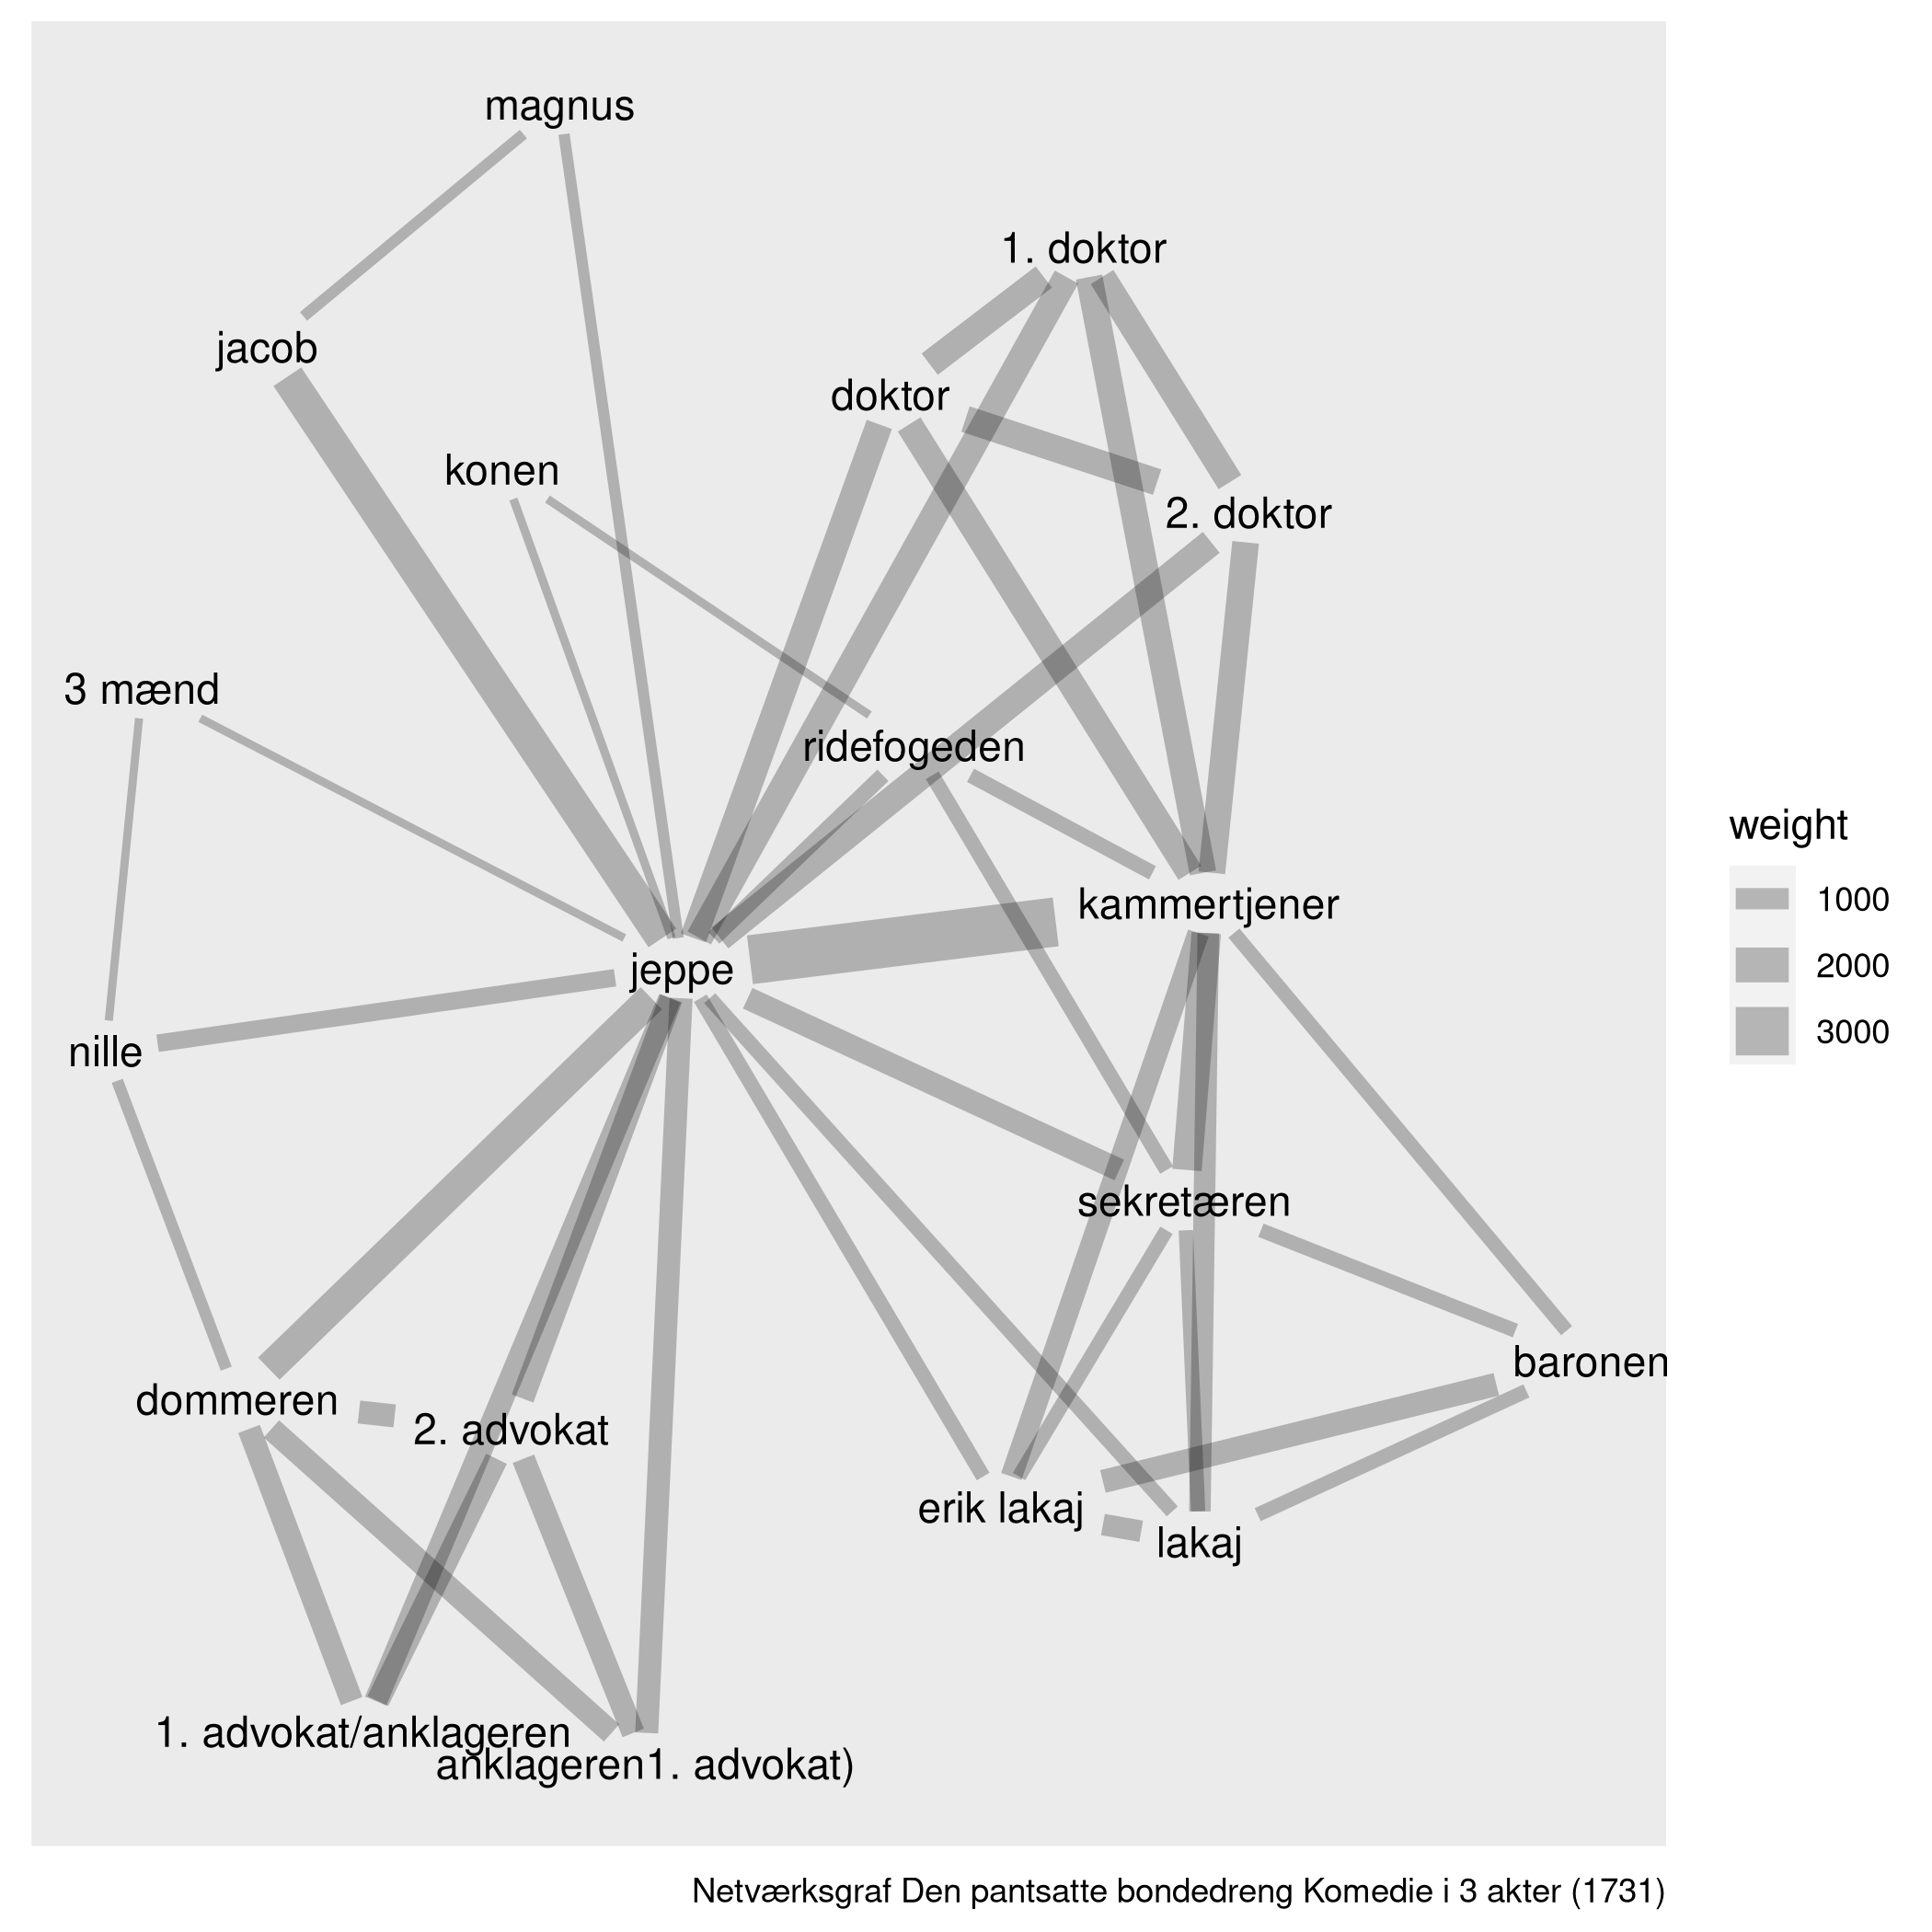 magnus
1. doktor
jacob
doktor
konen
2. doktor
3 mænd
ridefogeden
weight
1000
kammertjener
2000
jeppe
3000
nille
sekretæren
baronen
dommeren
2. advokat
erik lakaj
lakaj
1. advokat/anklageren
anklageren1. advokat)
Netværksgraf Den pantsatte bondedreng Komedie i 3 akter (1731)